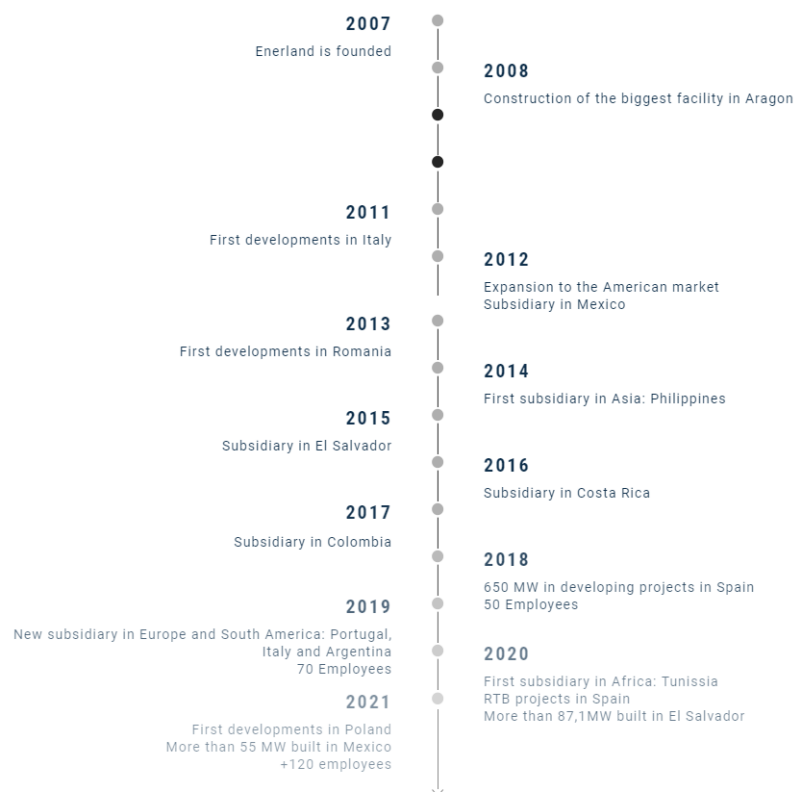 2007
Enerland is founded
2008
Construction of the biggest facility in Aragon
2011
First developments in Italy
2012
Expansion to the American market
Subsidiary in Mexico
2013
First developments in Romania
2014
First subsidiary in Asia: Philippines
2015
Subsidiary in El Salvador
2016
Subsidiary in Costa Rica
2017
Subsidiary in Colombia
2018
650 MW in developing projects in Spain
50 Employees
2019
New subsidiary in Europe and South America: Portugal,
Italy and Argentina
70 Employees
2020
First subsidiary in Africa: Tunissia
RTB projects in Spain
More than 87,1MW built in El Salvador
2021
First developments in Poland
More than 55 MW built in Mexico
+120 employees